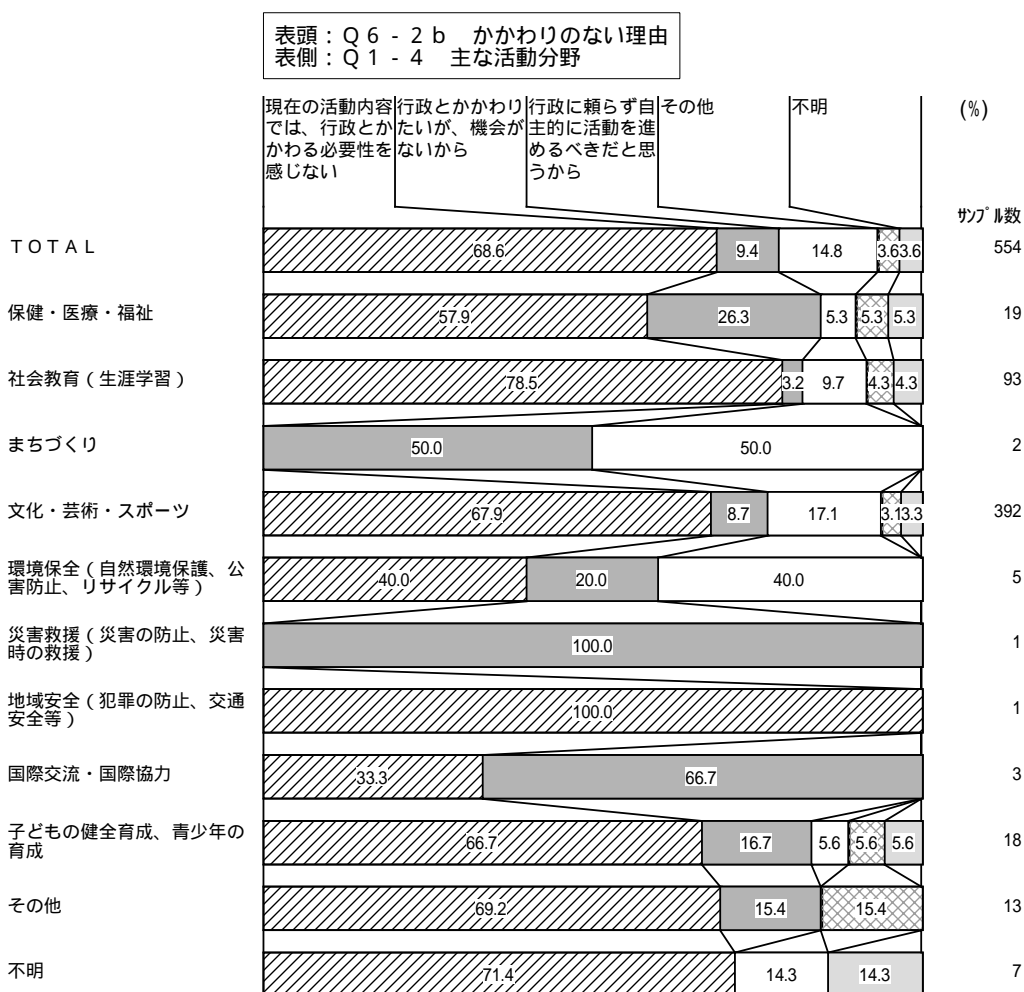 表頭：Ｑ６‐２ｂ　かかわりのない理由
表側：Ｑ１‐４　主な活動分野
現在の活動内容
では、行政とか
かわる必要性を
感じない
行政とかかわり
たいが、機会が
ないから
行政に頼らず自
主的に活動を進
めるべきだと思
うから
その他
不明
(%)
ｻﾝﾌﾟﾙ数
ＴＯＴＡＬ
68.6 9.4 14.8 3.6 3.6 554
保健・医療・福祉
57.9 26.3 5.3 5.3 5.3 19
社会教育（生涯学習）
78.5 3.2 9.7 4.3 4.3 93
まちづくり
50.0 50.0 2
文化・芸術・スポーツ
67.9 8.7 17.1 3.1 3.3 392
環境保全（自然環境保護、公
害防止、リサイクル等）
40.0 20.0 40.0 5
災害救援（災害の防止、災害
時の救援）
100.0 1
地域安全（犯罪の防止、交通
安全等）
100.0 1
国際交流・国際協力
33.3 66.7 3
子どもの健全育成、青少年の
育成
66.7 16.7 5.6 5.6 5.6 18
その他
69.2 15.4 15.4 13
不明
71.4 14.3 14.3 7